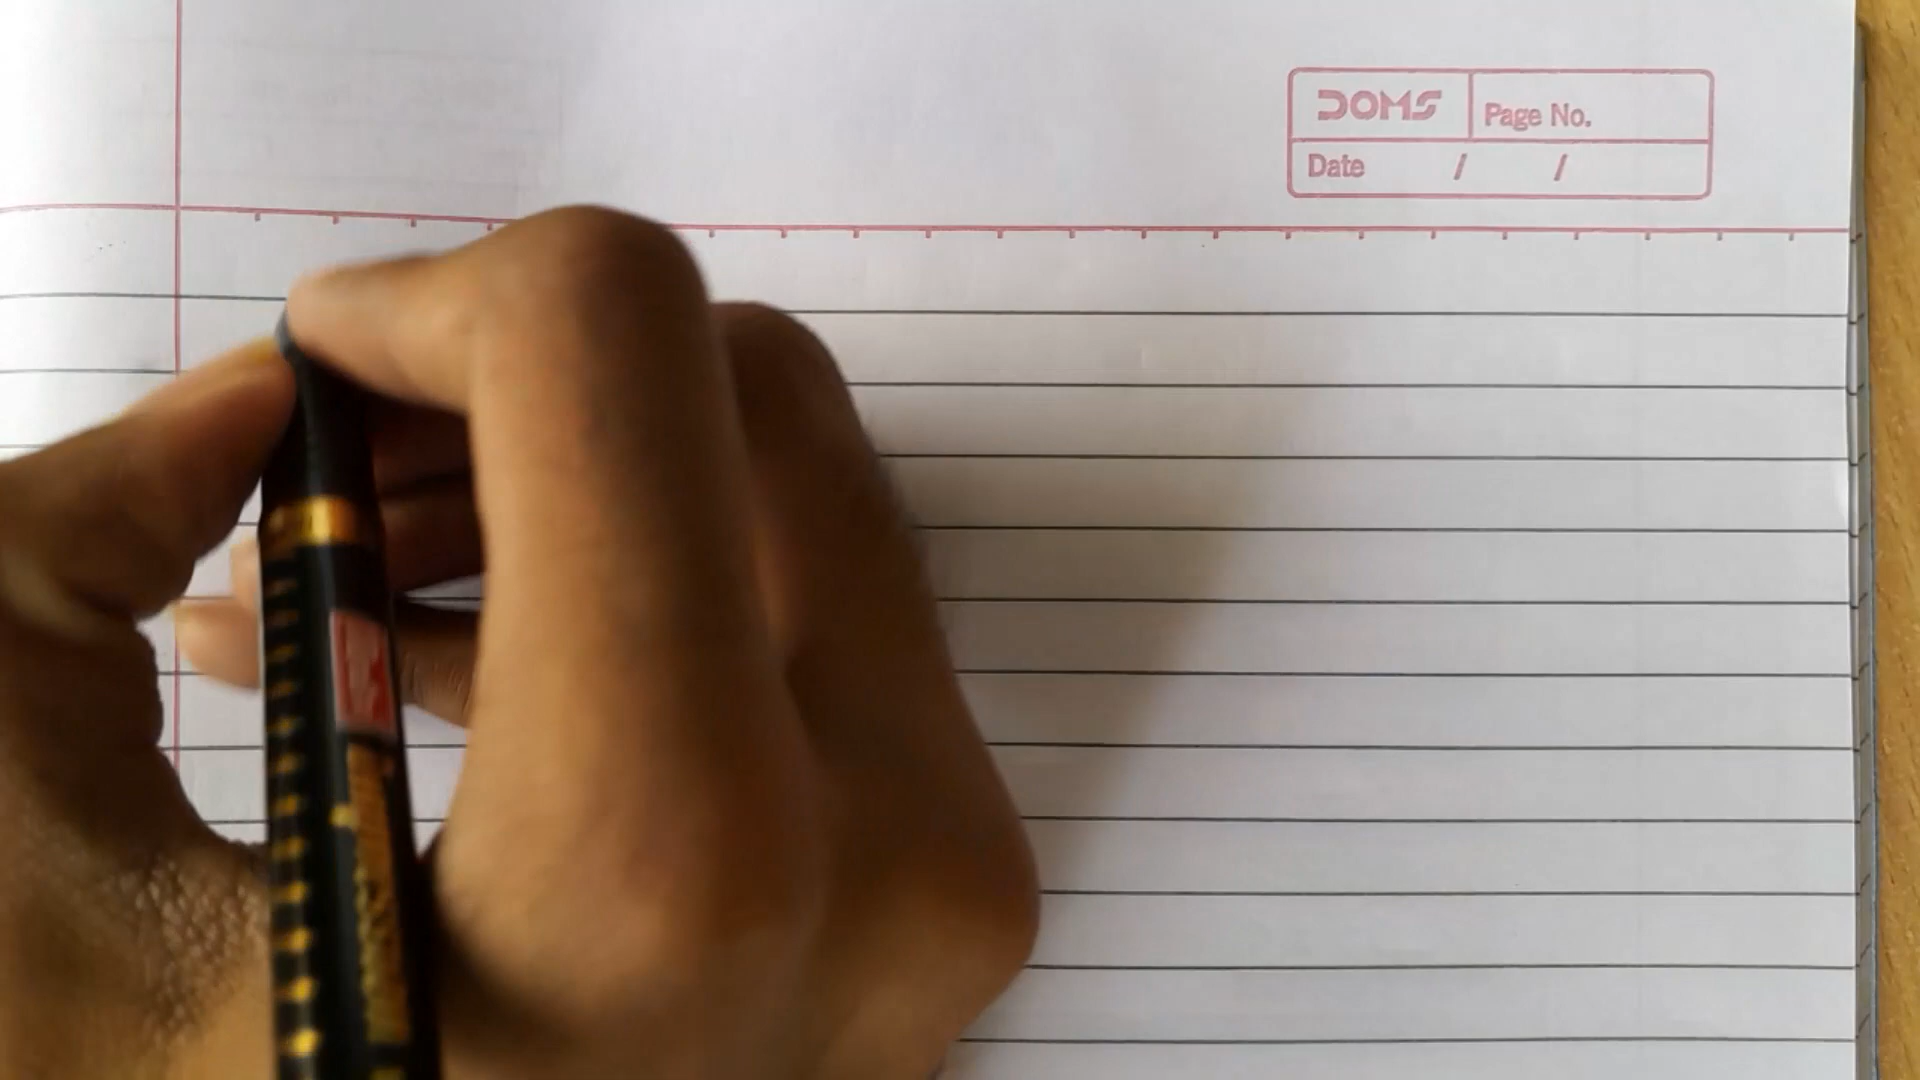 DOMS
Page No.
Date / /